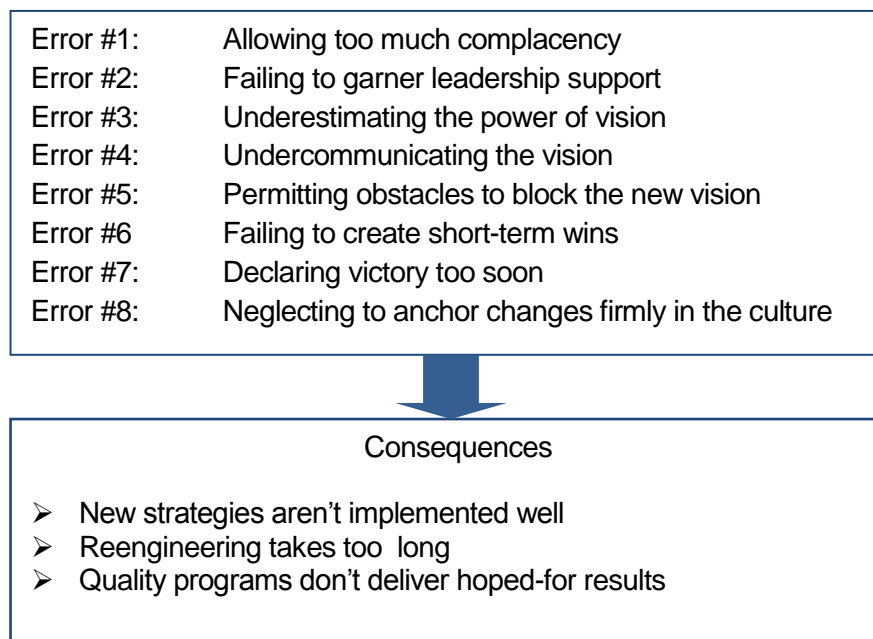 Error #1: Allowing too much complacency
Error #2: Failing to garner leadership support
Error #3: Underestimating the power of vision
Error #4: Undercommunicating the vision
Error #5: Permitting obstacles to block the new vision
Error #6 Failing to create short-term wins
Error #7: Declaring victory too soon
Error #8: Neglecting to anchor changes firmly in the culture
Consequences
➢ New strategies aren’t implemented well
➢ Reengineering takes too long
➢ Quality programs don’t deliver hoped-for results